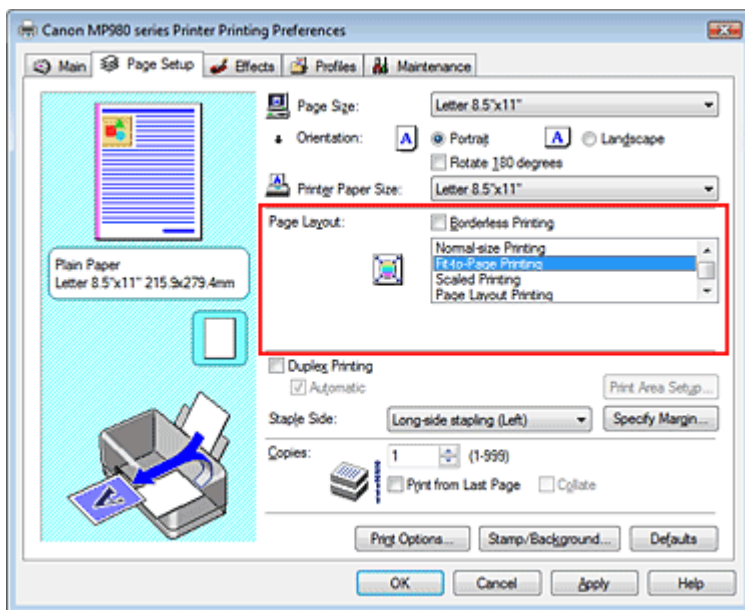 Canon MP980 series Printer Printing Preferences
Main Page Setup Effects Profiles Maintenance
Page Size: Letter 8.5"x11"
Orientation: A Portrait A Landscape
Rotate 180 degrees
Printer Paper Size: Letter 8.5"x11"
Page Layout: Borderless Printing
Normal-size Printing
Fit-to-Page Printing
Scaled Printing
Page Layout Printing
Plain Paper
Letter 8.5"x11" 215.9x279.4mm
Duplex Printing
Automatic Print Area Setup...
Staple Side: Long-side stapling (Left) Specify Margin...
Copies: 1 (1-999)
Print from Last Page Collate
A
Print Options... Stamp/Background... Defaults
OK Cancel Apply Help